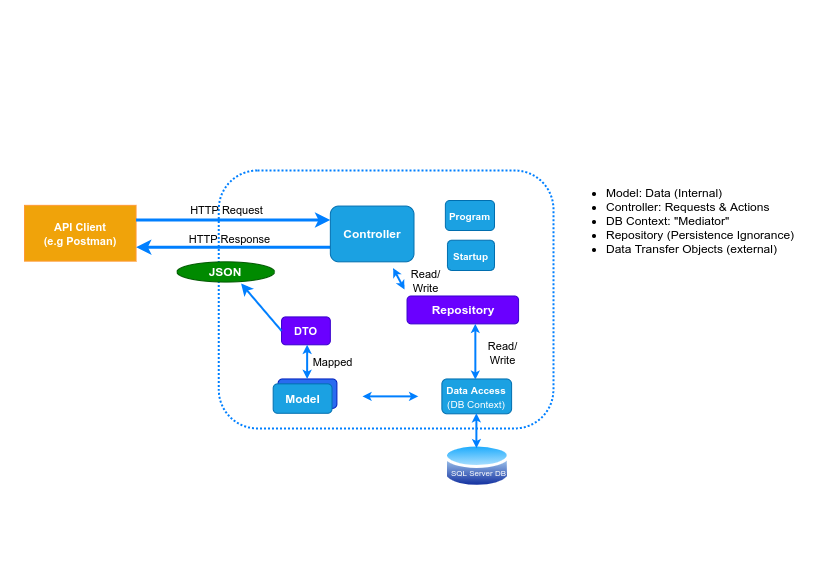 HTTP Request
API Client
(e.g Postman)
HTTP Response
Controller
Program
Startup
JSON
Read/
Write
Repository
DTO
Read/
Write
Mapped
Model
Data Access
(DB Context)
SQL Server DB
Model: Data (Internal)
Controller: Requests & Actions
DB Context: "Mediator"
Repository (Persistence Ignorance)
Data Transfer Objects (external)